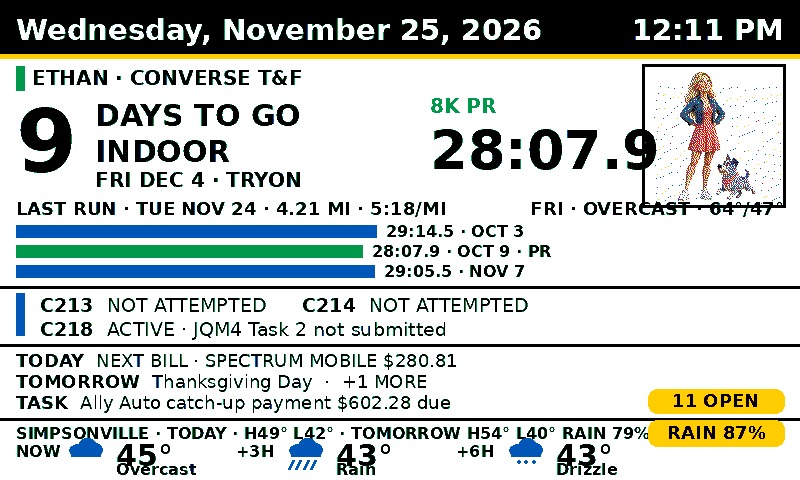 Wednesday, November 25, 2026 12:11 PM
ETHAN · CONVERSE T&F
9 DAYS TO GO
INDOOR
FRI DEC 4 · TRYON
8K PR
28:07.9
LAST RUN · TUE NOV 24 · 4.21 MI · 5:18/MI FRI · OVERCAST · 64°/47°
29:14.5 · OCT 3
28:07.9 · OCT 9 · PR
29:05.5 · NOV 7
C213 NOT ATTEMPTED C214 NOT ATTEMPTED
C218 ACTIVE · JQM4 Task 2 not submitted
TODAY NEXT BILL · SPECTRUM MOBILE $280.81
TOMORROW Thanksgiving Day · +1 MORE
TASK Ally Auto catch-up payment $602.28 due 11 OPEN
SIMPSONVILLE · TODAY · H49° L42° · TOMORROW H54° L40° RAIN 79% RAIN 87%
NOW 45° +3H 43° +6H 43°
Overcast Rain Drizzle